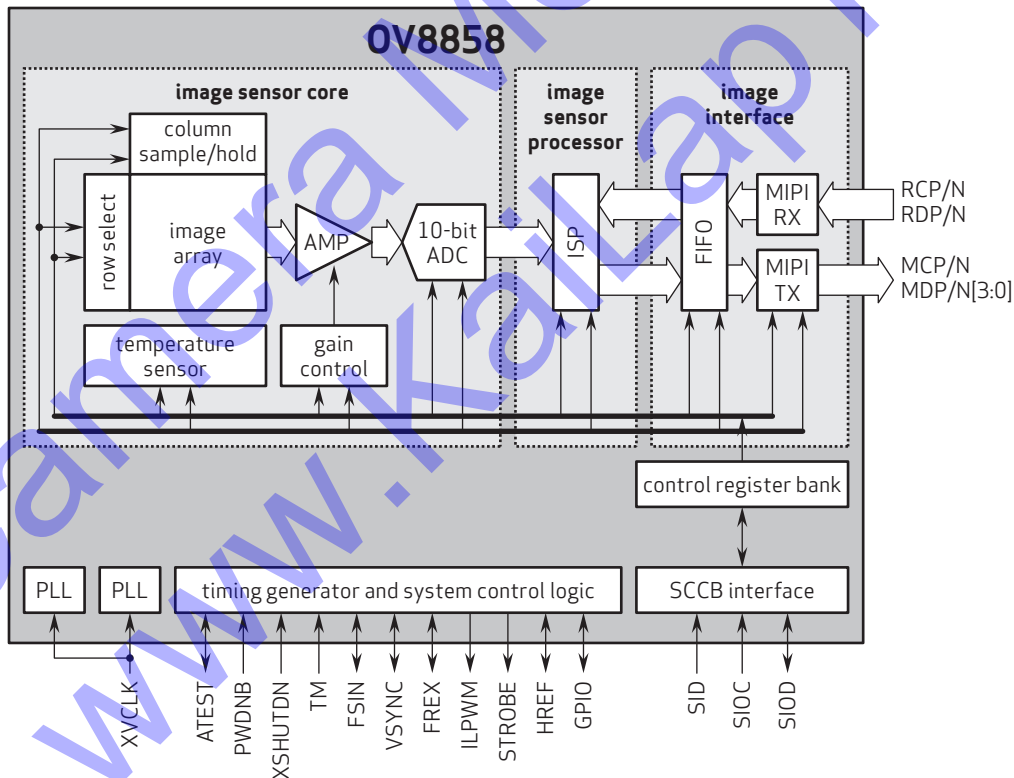 OV8858
image sensor core
image
sensor
processor
image
interface
column
sample/hold
row select
image
array
AMP
10-bit
ADC
ISP
FIFO
MIPI
RX
MIPI
TX
RCP/N
RDP/N
MCP/N
MDP/N[3:0]
temperature
sensor
gain
control
control register bank
PLL
PLL
timing generator and system control logic
SCCB interface
XVCLK
ATEST
PWDNB
XSHUTDN
TM
FSIN
VSYNC
FREX
ILPWM
STROBE
HREF
GPIO
SID
SIOC
SIOD
Camera M
www.KaiLap